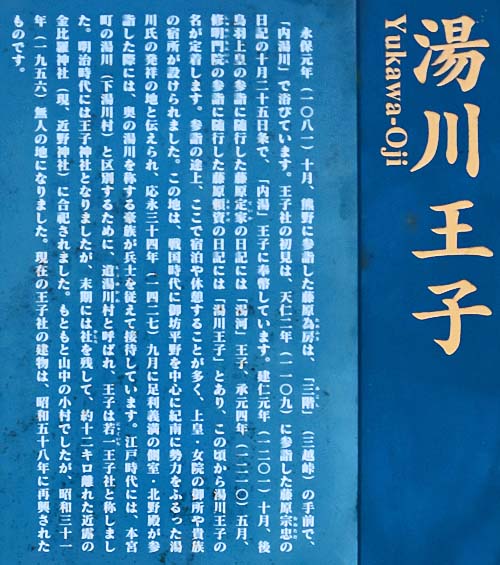 湯川王子
Yukawa-Oji
永保元年（一〇八一）十月、熊野に参詣した藤原為房は、「三階」（三越峠）の手前で、
「内湯川」で浴びています。王子社の初見は、天仁二年（一一〇九）に参詣した藤原宗忠の
日記の十月二十五日条で、「内湯」王子に奉幣しています。建仁元年（一二〇一）十月、後
鳥羽上皇の参詣に随行した藤原定家の日記には「湯河」王子、承元四年（一二一〇）五月、
修明門院の参詣に随行した藤原頼資の日記には「湯川王子」とあり、この頃から湯川王子の
名が定着します。参詣の途上、ここで宿泊や休憩することが多く、上皇・女院の御所や貴族
の宿所が設けられました。この地は、戦国時代に御坊平野を中心に紀南に勢力をふるった湯
川氏の発祥の地と伝えられ、応永三十四年（一四二七）九月に足利義満の側室・北野殿が参
詣した際には、奥の湯川を称する豪族が兵士を従えて接待しています。江戸時代には、本宮
町の湯川（下湯川村）と区別するために、道湯川村と呼ばれ、王子は若一王子社と称しまし
た。明治時代には王子神社となりましたが、末期には社を残して、約十二キロ離れた近露の
金比羅神社（現、近野神社）に合祀されました。もともと山中の小村でしたが、昭和三十一
年（一九五六）無人の地になりました。現在の王子社の建物は、昭和五十八年に再興された
ものです。